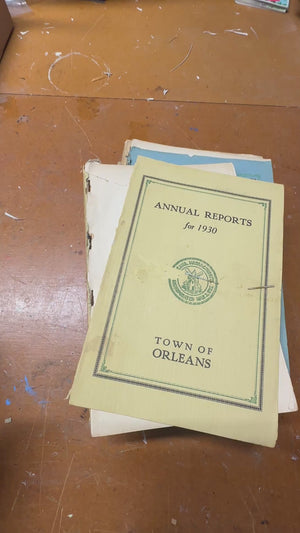 ANNUAL REPORTS
for 1930
TOWN OF
ORLEANS